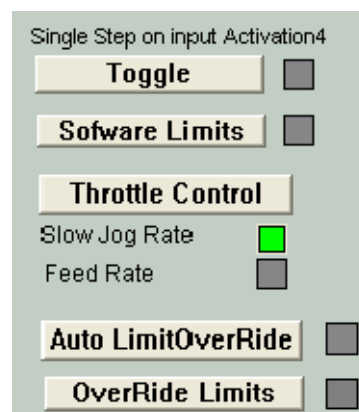 Single Step on input Activation4
Toggle
Sofware Limits
Throttle Control
Slow Jog Rate
Feed Rate
Auto LimitOverRide
OverRide Limits